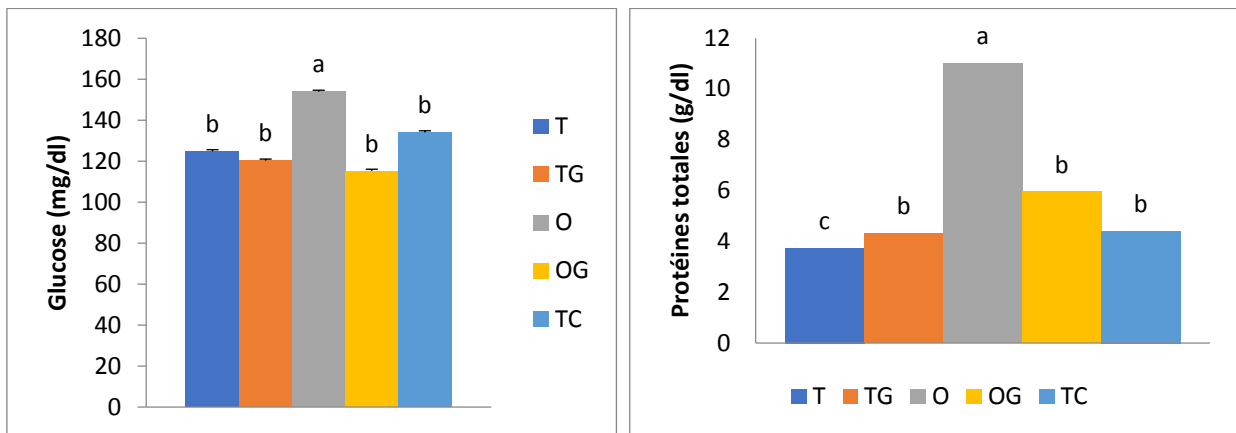 Glucose (mg/dl)
180
160
140
120
100
80
60
40
20
0
b
b
a
b
b
T
TG
O
OG
TC
Protéines totales (g/dl)
12
10
8
6
4
2
0
c
b
a
b
b
T TG O OG TC